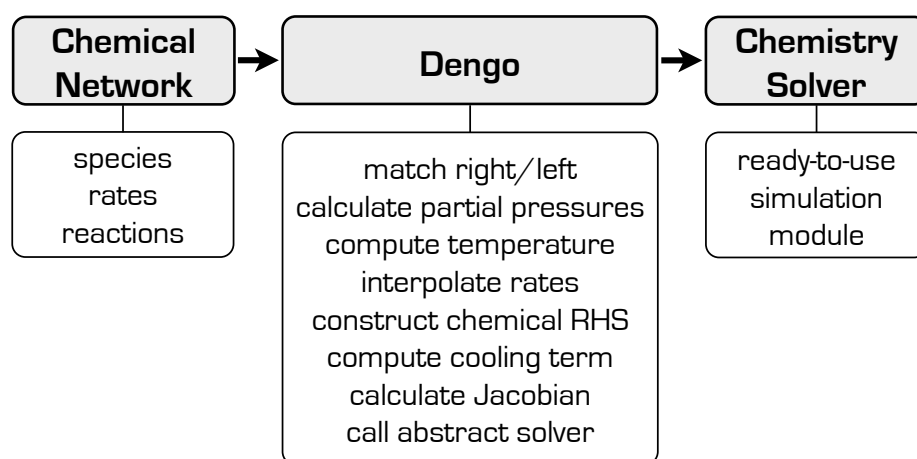 Chemical
Network
Dengo
Chemistry
Solver
species
rates
reactions
match right/left
calculate partial pressures
compute temperature
interpolate rates
construct chemical RHS
compute cooling term
calculate Jacobian
call abstract solver
ready-to-use
simulation
module